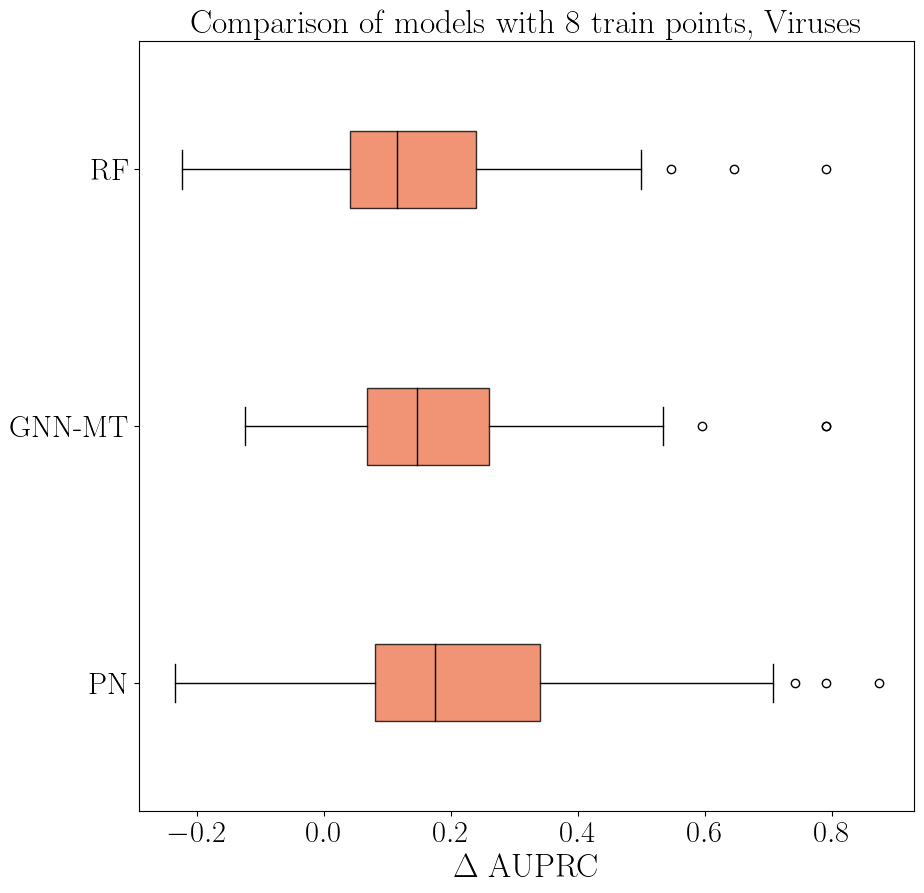 Comparison of models with 8 train points, Viruses
RF
GNN-MT
PN
−0.2 0.0 0.2 0.4 0.6 0.8
Δ AUPRC